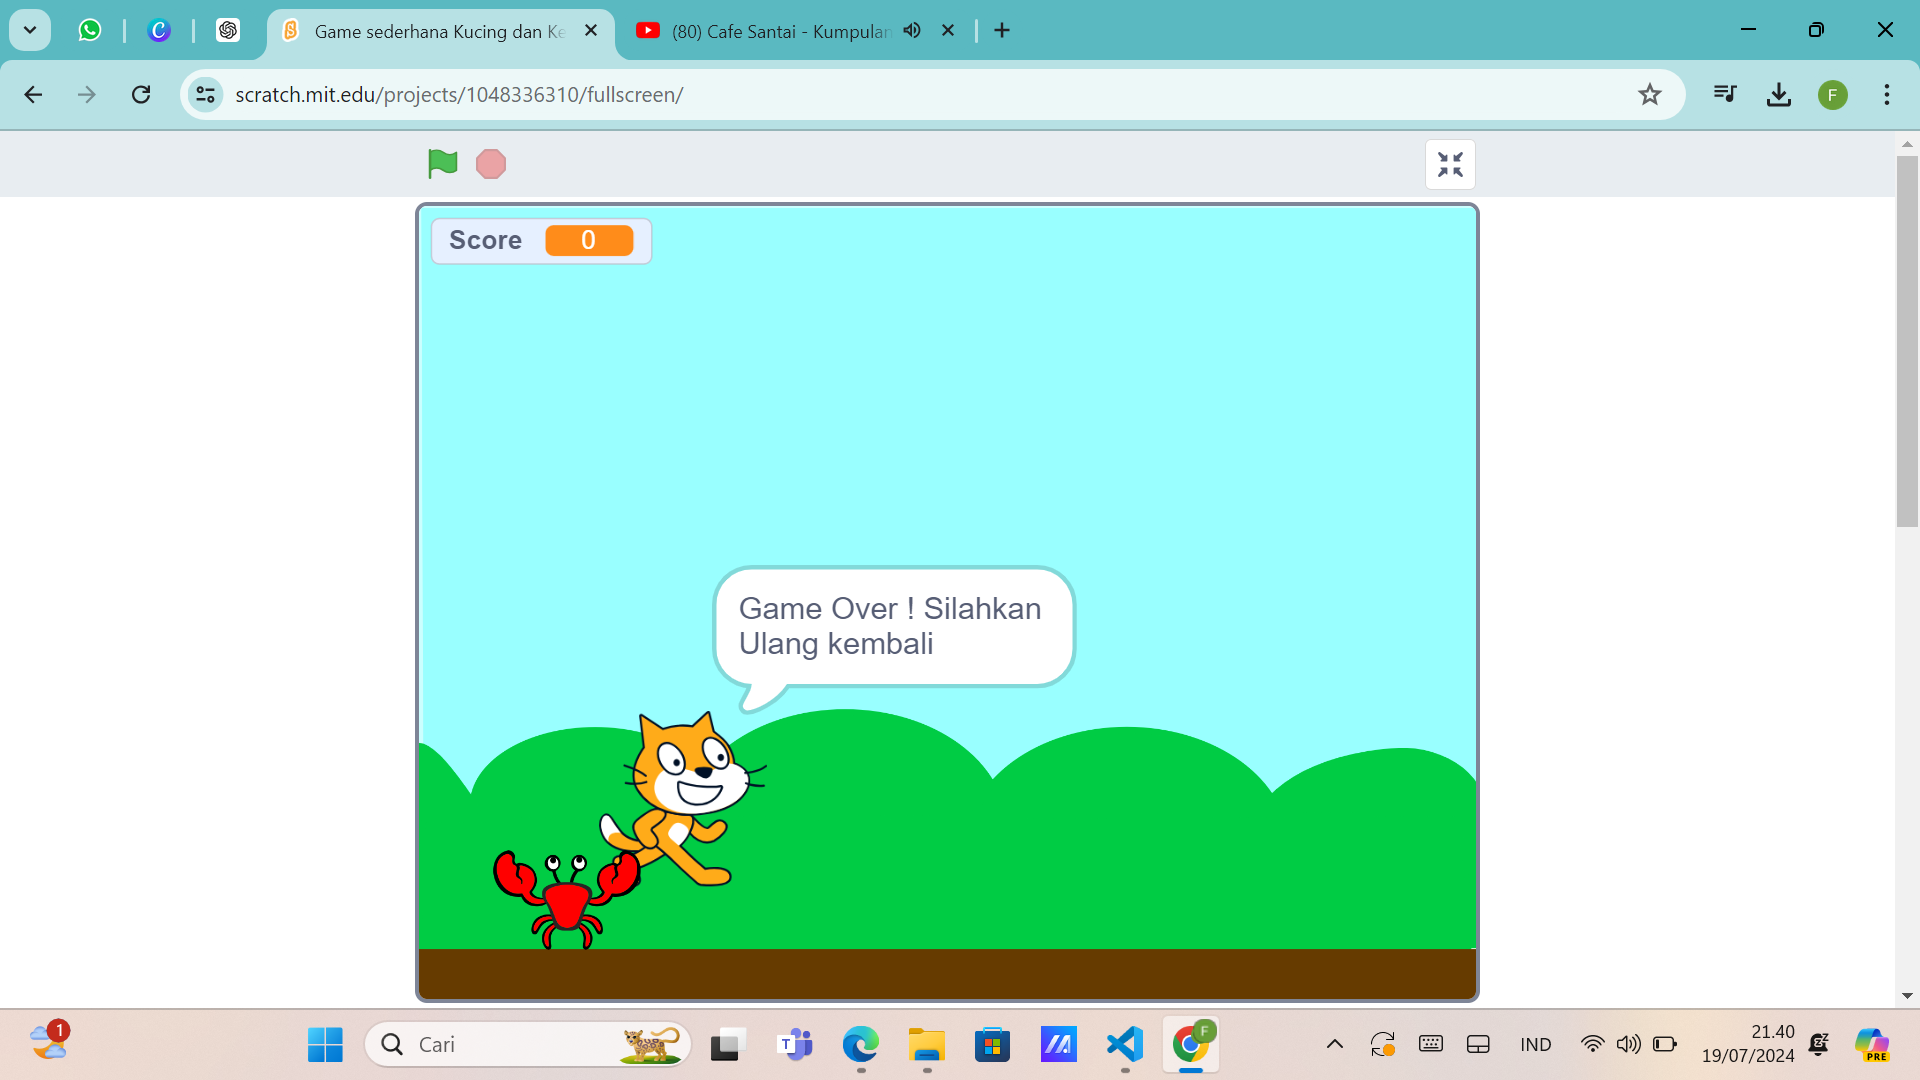 Game sederhana Kucing dan Ke
(80) Cafe Santai - Kumpulan
scratch.mit.edu/projects/1048336310/fullscreen/
F
Score 0
Game Over ! Silahkan
Ulang kembali
1
Cari
T
F
IND
21.40
19/07/2024
PRE